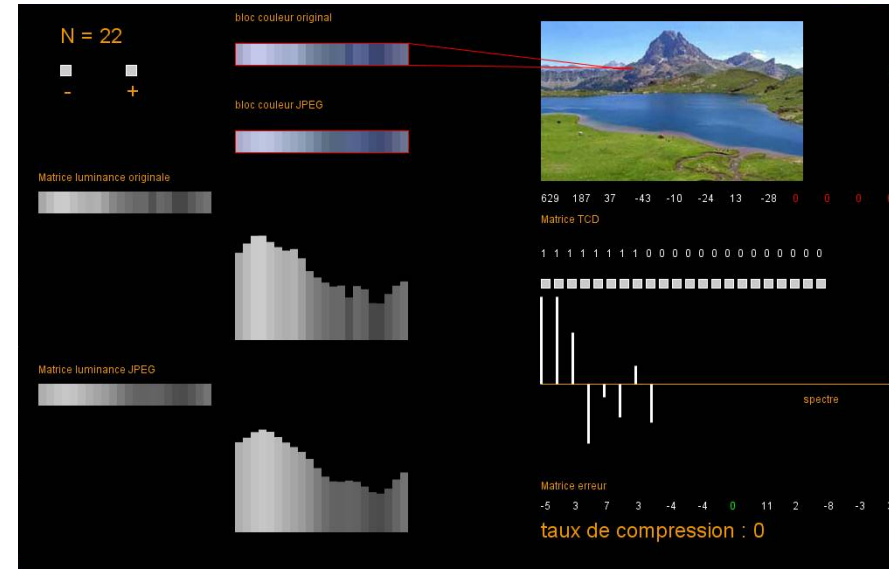 N = 22
- +
bloc couleur original
bloc couleur JPEG
Matrice luminance originale
Matrice luminance JPEG
629 187 37 -43 -10 -24 13 -28 0 0 0
Matrice TCD
1 1 1 1 1 1 1 1 0 0 0 0 0 0 0 0 0 0 0 0 0 0
spectre
Matrice erreur
-5 3 7 3 -4 -4 0 11 2 -8 -3
taux de compression : 0